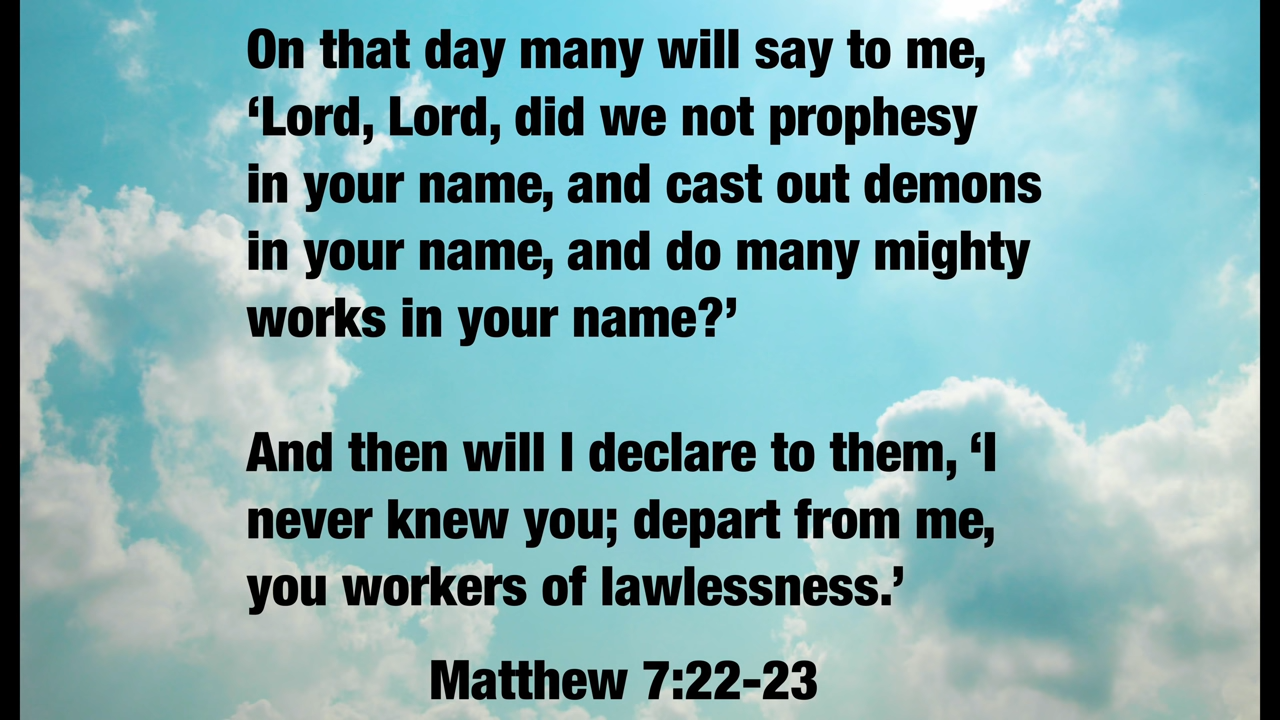 On that day many will say to me,
‘Lord, Lord, did we not prophesy
in your name, and cast out demons
in your name, and do many mighty
works in your name?’
And then will I declare to them, ‘I
never knew you; depart from me,
you workers of lawlessness.’
Matthew 7:22-23